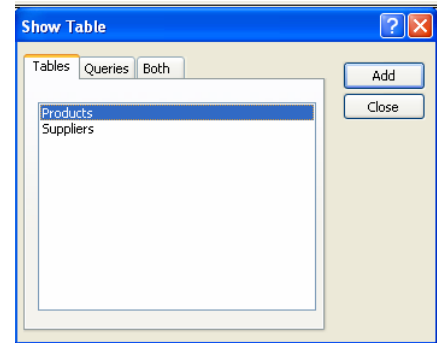 Show Table
Tables Queries Both
Add
Close
Products
Suppliers